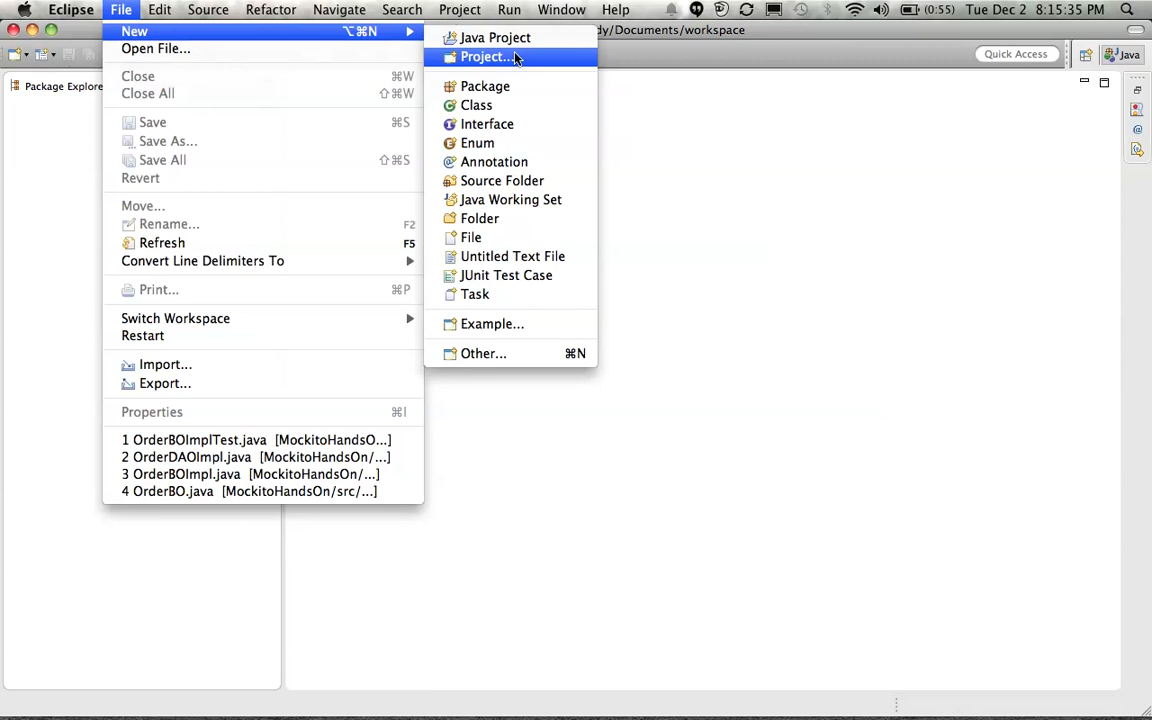 Eclipse File Edit Source Refactor Navigate Search Project Run Window Help (0:55) Tue Dec 2 8:15:35 PM
New ⌥⌘N
Open File...
Close ⌘W
Close All ⇧⌘W
Save ⌘S
Save As...
Save All ⇧⌘S
Revert
Move...
Rename... F2
Refresh F5
Convert Line Delimiters To
Print... ⌘P
Switch Workspace
Restart
Import...
Export...
Properties ⌘I
1 OrderBOImplTest.java [MockitoHandsO...]
2 OrderDAOImpl.java [MockitoHandsOn/...]
3 OrderBOImpl.java [MockitoHandsOn/...]
4 OrderBO.java [MockitoHandsOn/src/...]
Java Project
Project...
Package
Class
Interface
Enum
Annotation
Source Folder
Java Working Set
Folder
File
Untitled Text File
JUnit Test Case
Task
Example...
Other... ⌘N
dy/Documents/workspace
Quick Access
Java
Package Explore